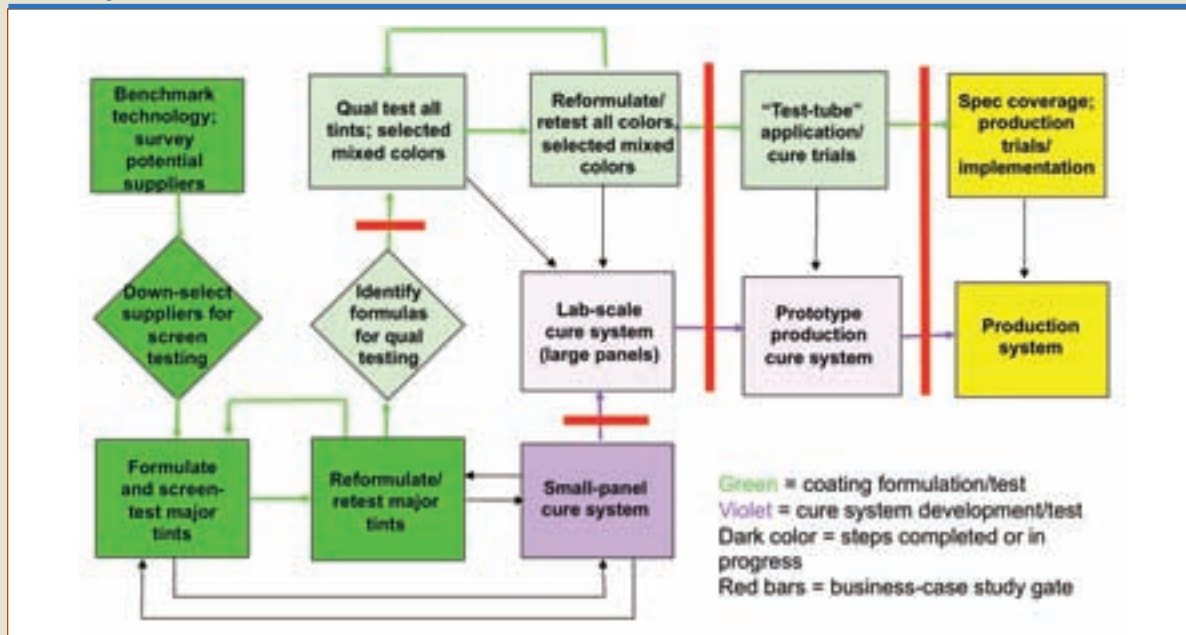 Benchmark
technology;
survey
potential
suppliers
Qual test all
tints; selected
mixed colors
Reformulate/
retest all colors,
selected mixed
colors
"Test-tube"
application/
cure trials
Spec coverage;
production
trials/
implementation
Down-select
suppliers for
screen
testing
Identify
formulas
for qual
testing
Lab-scale
cure system
(large panels)
Prototype
production
cure system
Production
system
Formulate
and screen-
test major
tints
Reformulate/
retest major
tints
Small-panel
cure system
Green = coating formulation/test
Violet = cure system development/test
Dark color = steps completed or in
progress
Red bars = business-case study gate